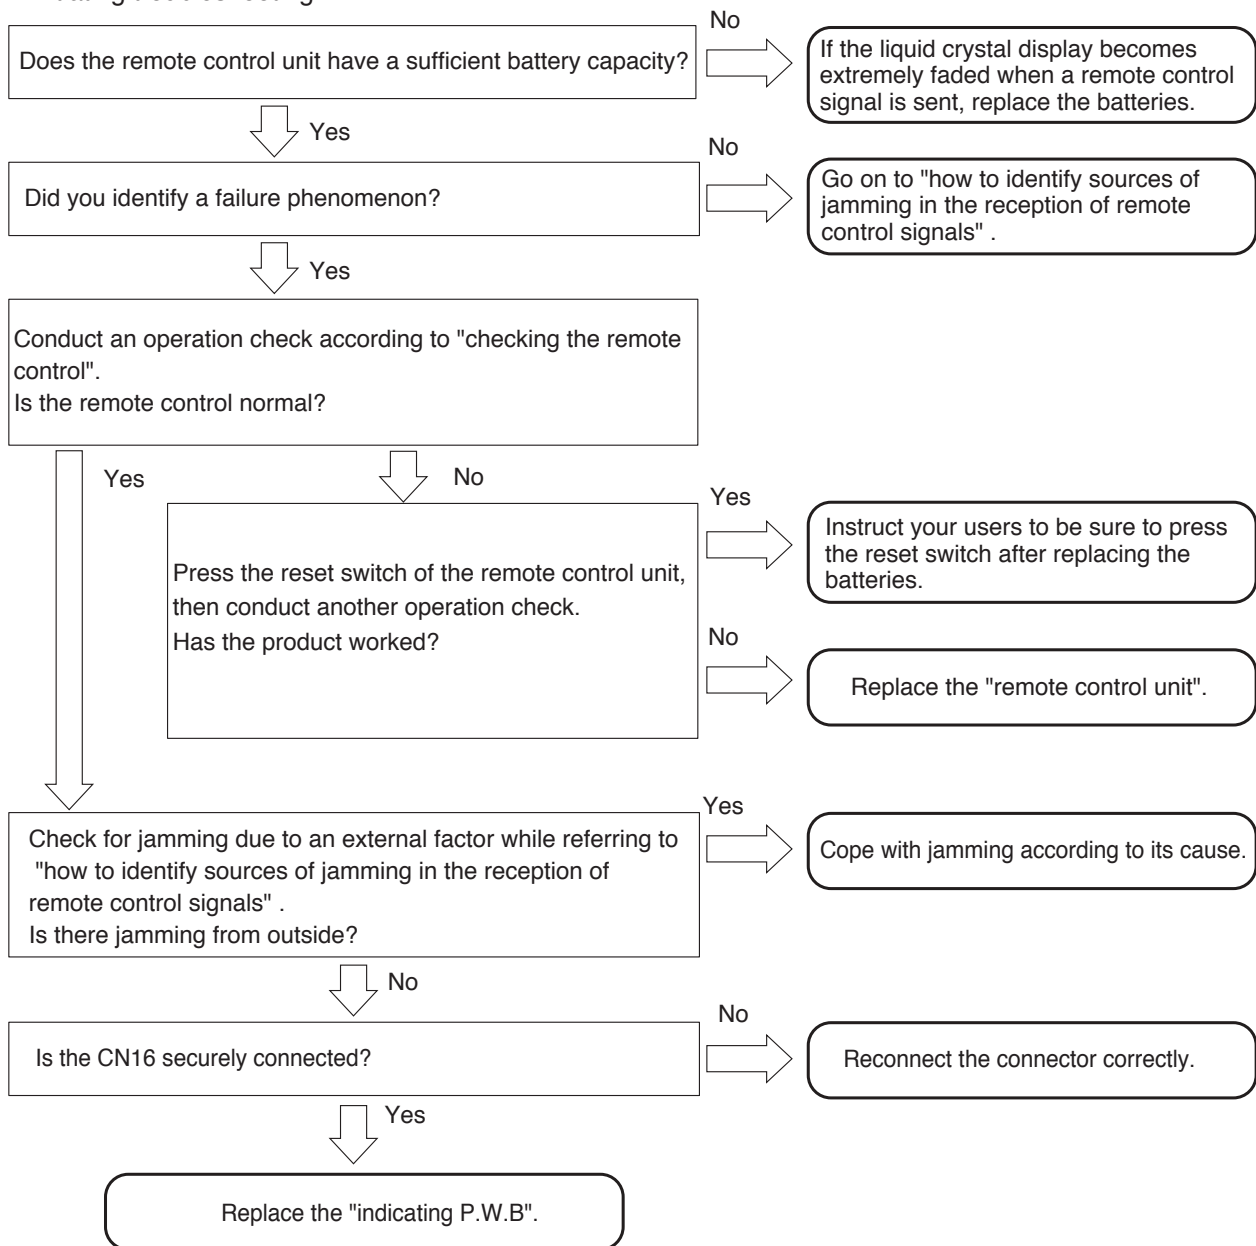 No
Does the remote control unit have a sufficient battery capacity?
If the liquid crystal display becomes
extremely faded when a remote control
signal is sent, replace the batteries.
Yes
No
Did you identify a failure phenomenon?
Go on to "how to identify sources of
jamming in the reception of remote
control signals" .
Yes
Conduct an operation check according to "checking the remote
control".
Is the remote control normal?
Yes
No
Press the reset switch of the remote control unit,
then conduct another operation check.
Has the product worked?
Yes
Instruct your users to be sure to press
the reset switch after replacing the
batteries.
No
Replace the "remote control unit".
Check for jamming due to an external factor while referring to
"how to identify sources of jamming in the reception of
remote control signals" .
Is there jamming from outside?
Yes
Cope with jamming according to its cause.
No
Is the CN16 securely connected?
No
Reconnect the connector correctly.
Yes
Replace the "indicating P.W.B".